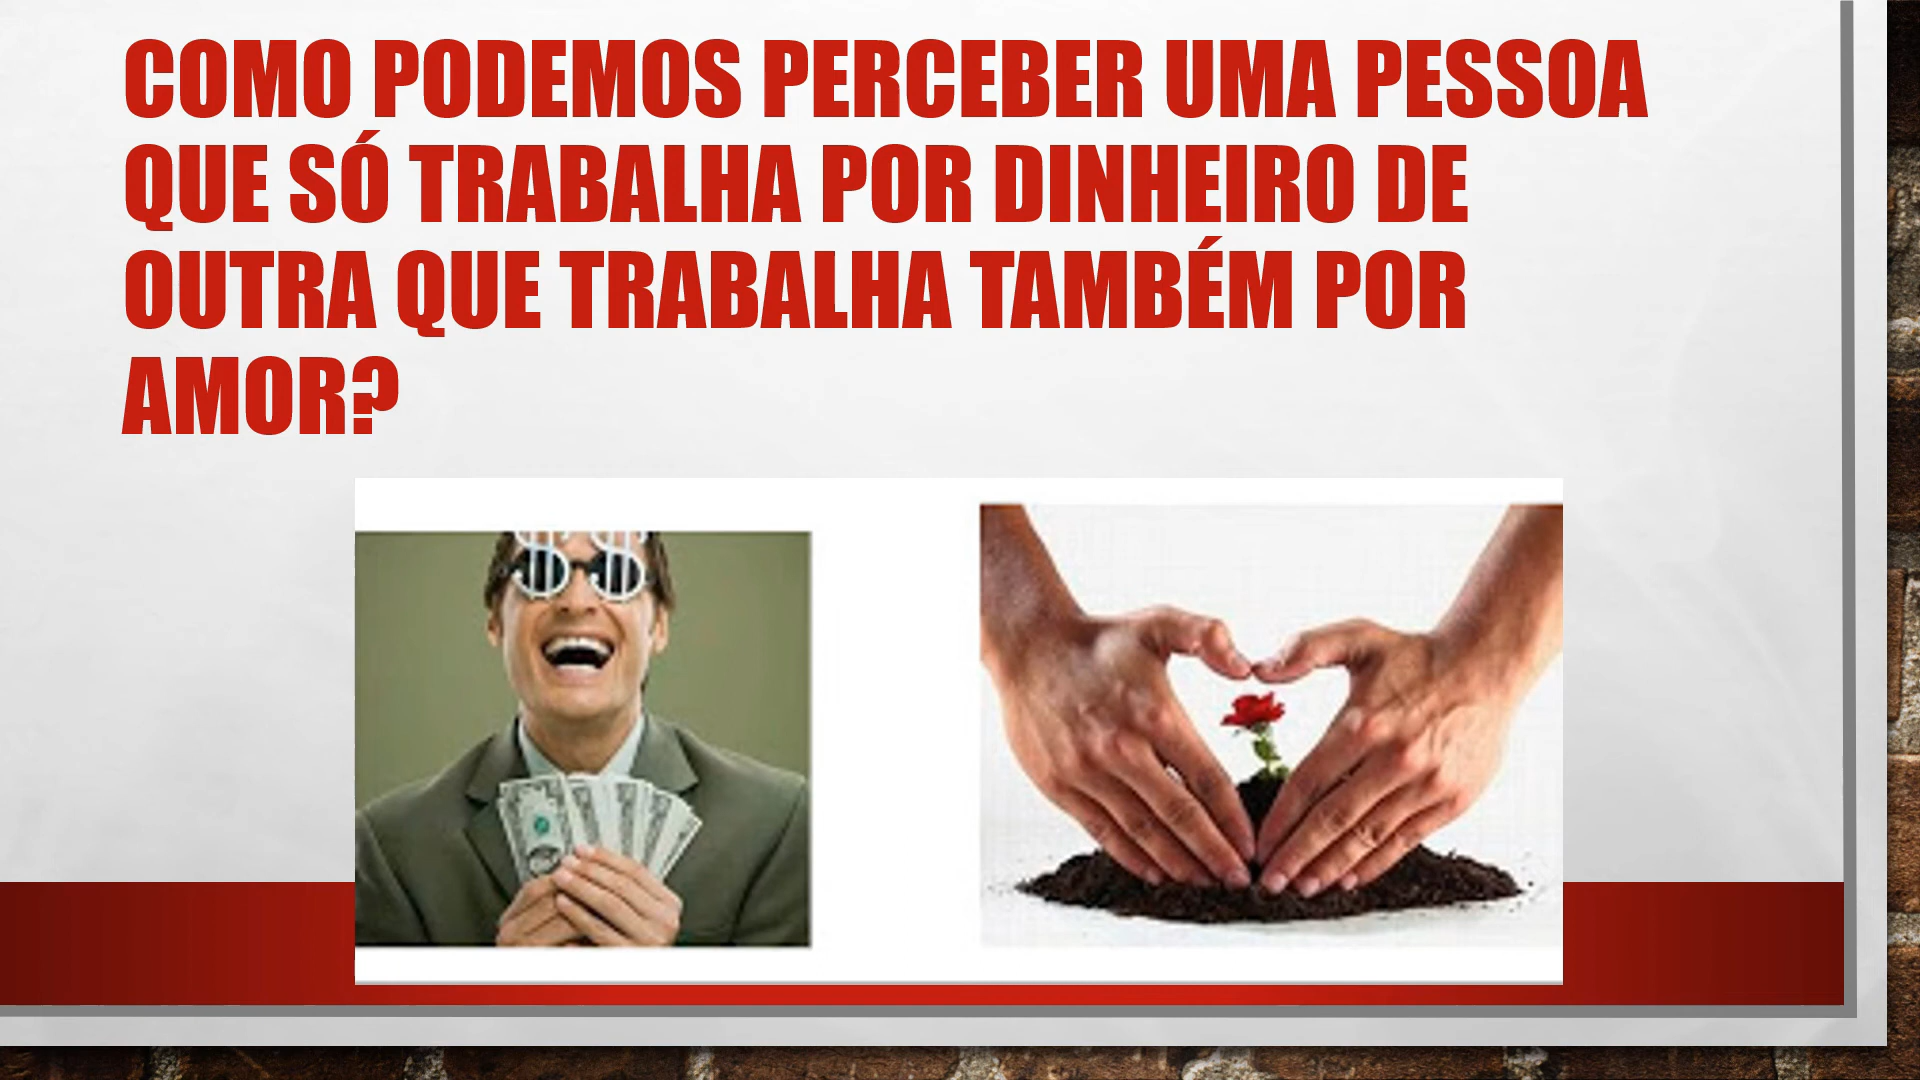 COMO PODEMOS PERCEBER UMA PESSOA
QUE SÓ TRABALHA POR DINHEIRO DE
OUTRA QUE TRABALHA TAMBÉM POR
AMOR?